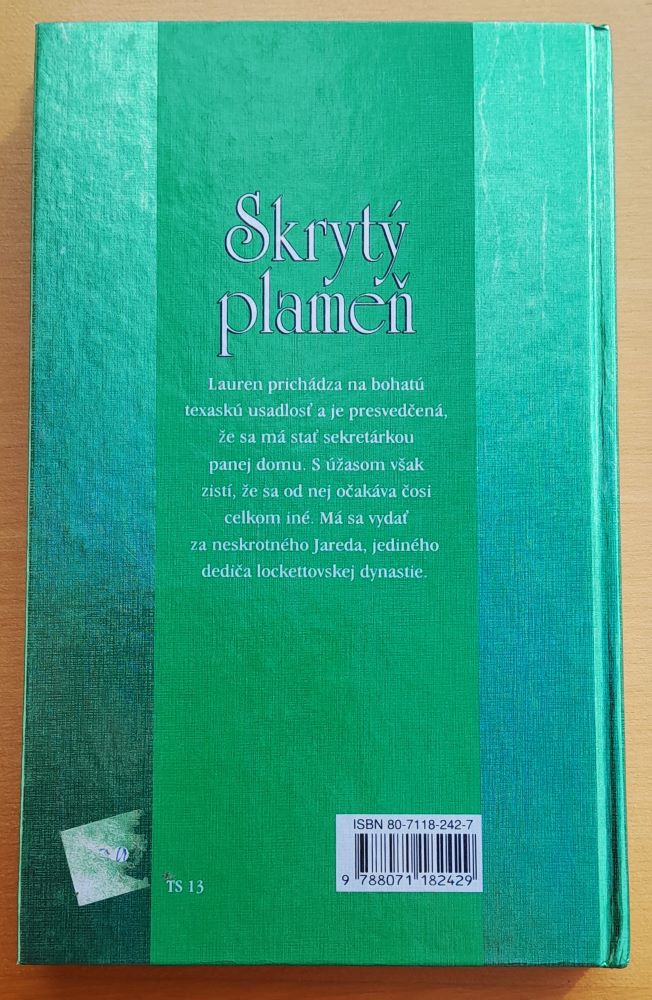 Skrytý
plameň
Lauren prichádza na bohatú
texaskú usadlosť a je presvedčená,
že sa má stať sekretárkou
panej domu. S úžasom však
zistí, že sa od nej očakáva čosi
celkom iné. Má sa vydať
za neskrotného Jareda, jediného
dediča lockettovskej dynastie.
ISBN 80-7118-242-7
9 788071 182429
TS 13